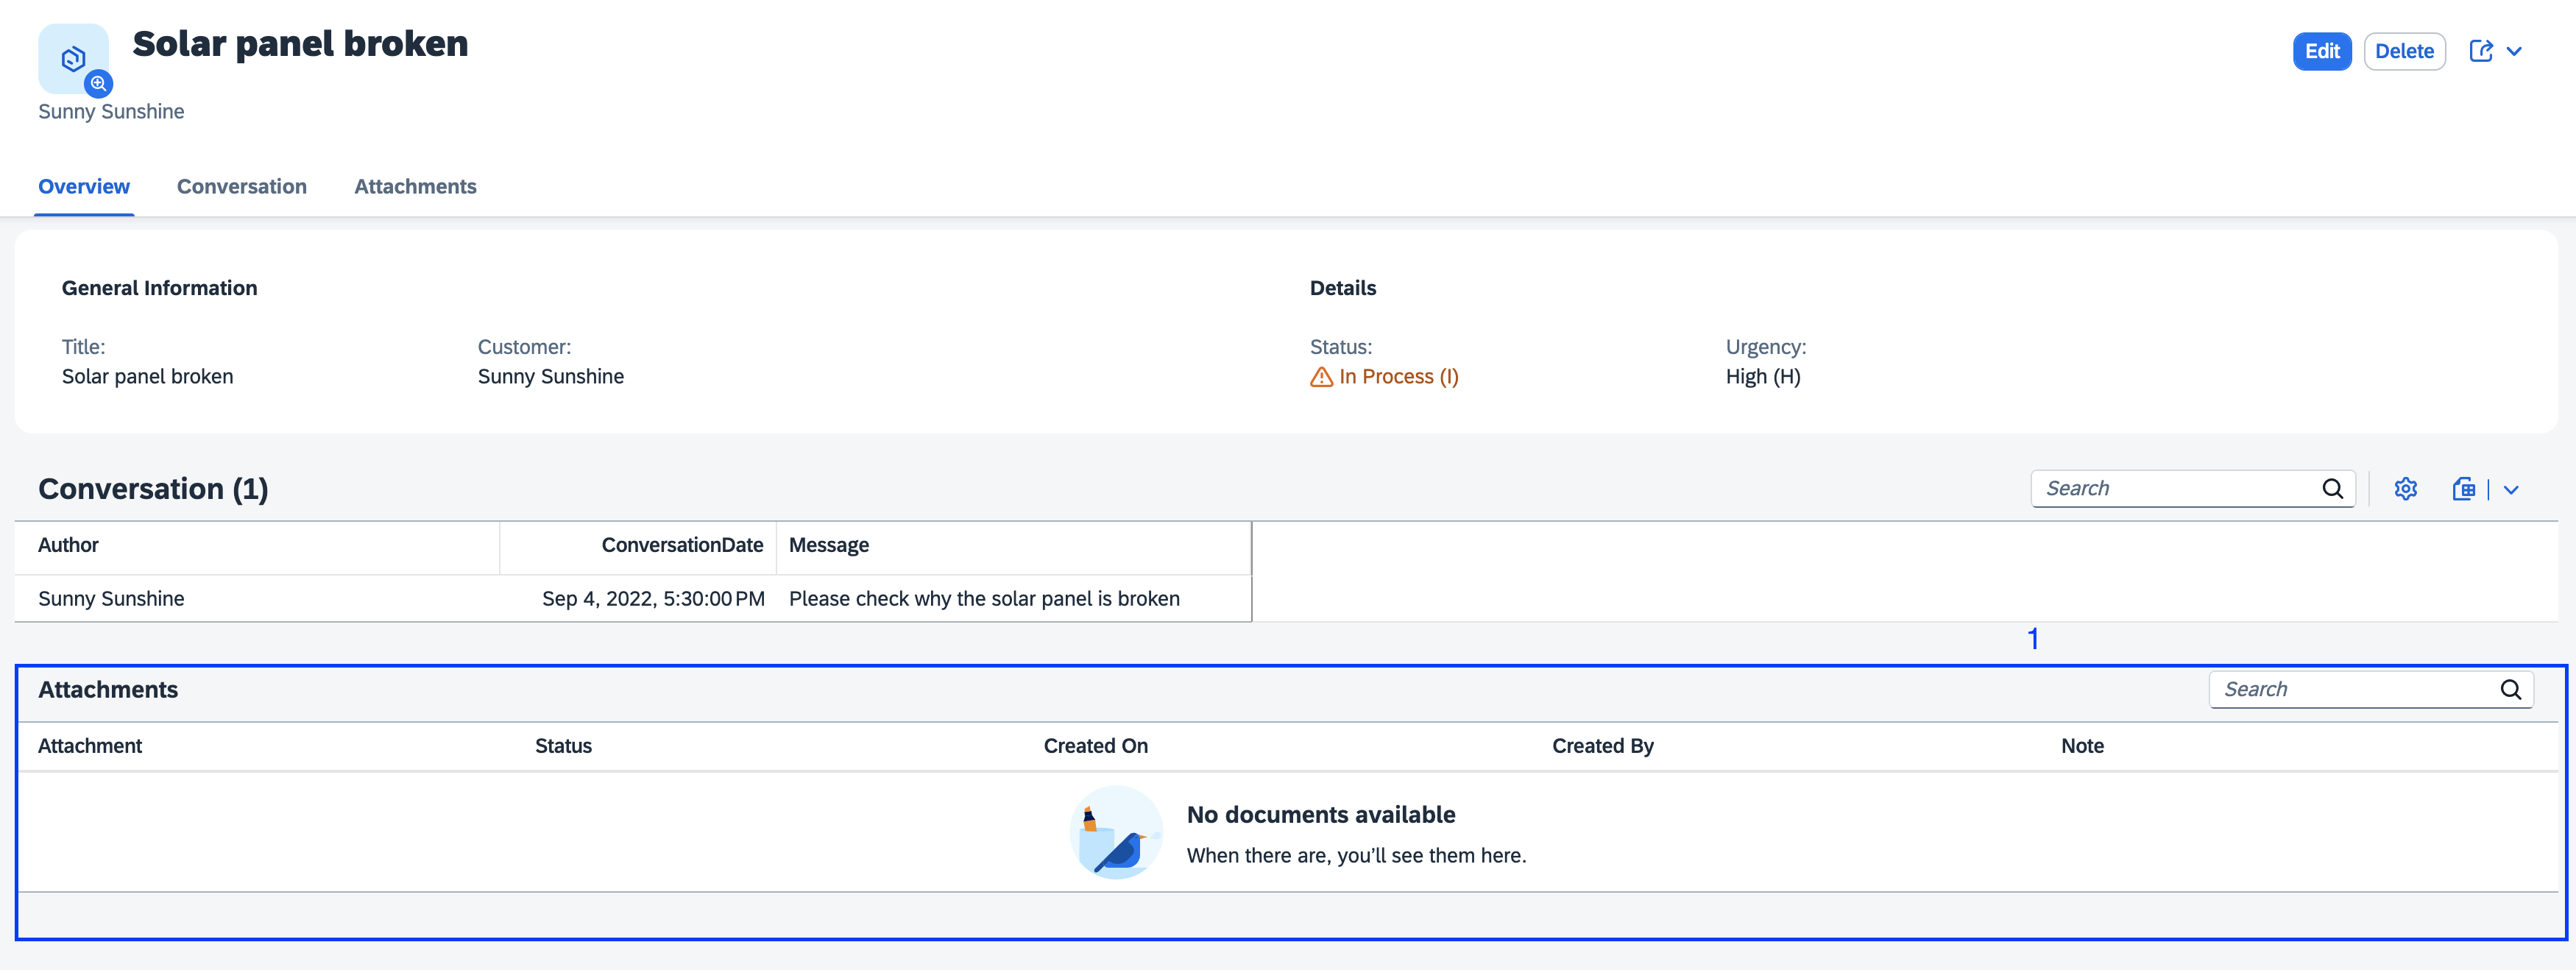 Solar panel broken
Edit Delete
Sunny Sunshine
Overview Conversation Attachments
General Information Details
Title: Customer: Status: Urgency:
Solar panel broken Sunny Sunshine In Process (I) High (H)
Conversation (1) Search
Author ConversationDate Message
Sunny Sunshine Sep 4, 2022, 5:30:00 PM Please check why the solar panel is broken
1
Attachments Search
Attachment Status Created On Created By Note
No documents available
When there are, you’ll see them here.